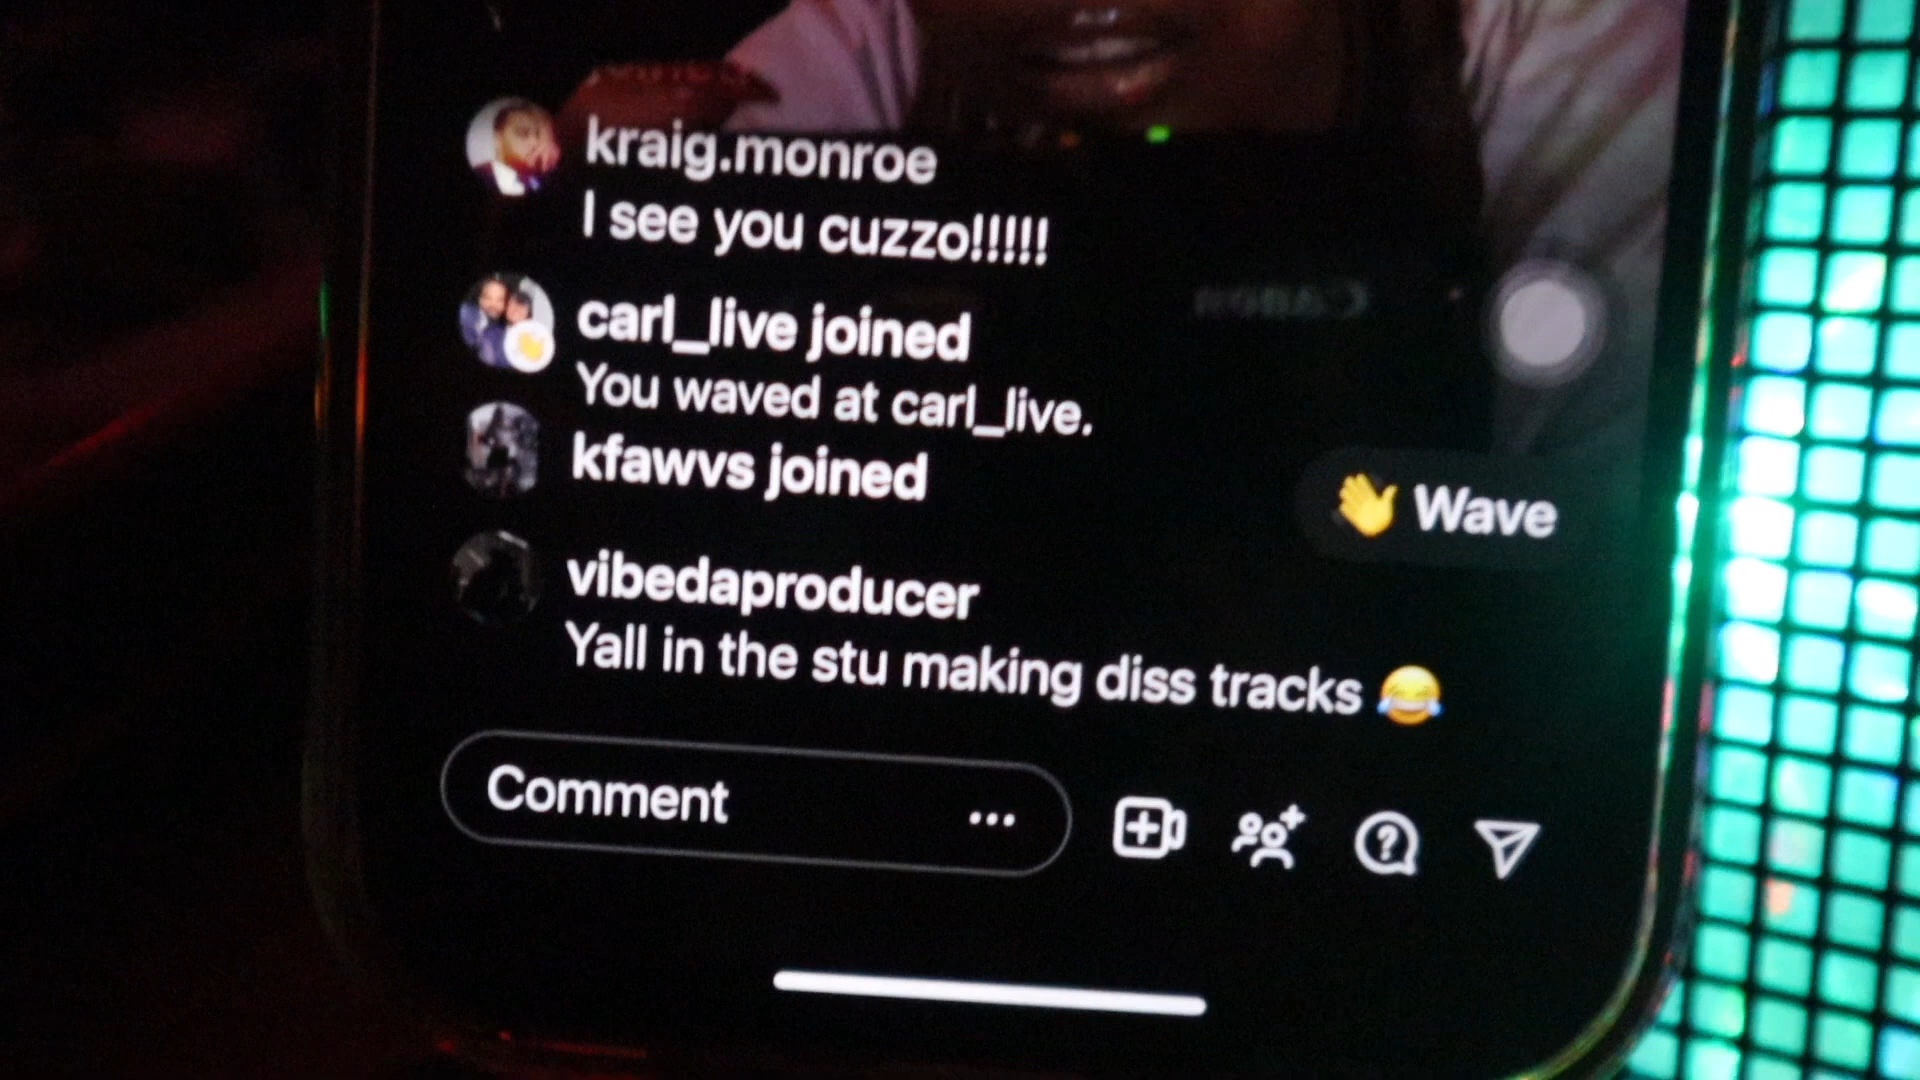 kraig.monroe
I see you cuzzo!!!!!
carl_live joined
You waved at carl_live.
kfawvs joined
👋 Wave
vibedaproducer
Yall in the stu making diss tracks 😂
Comment ...
Canon